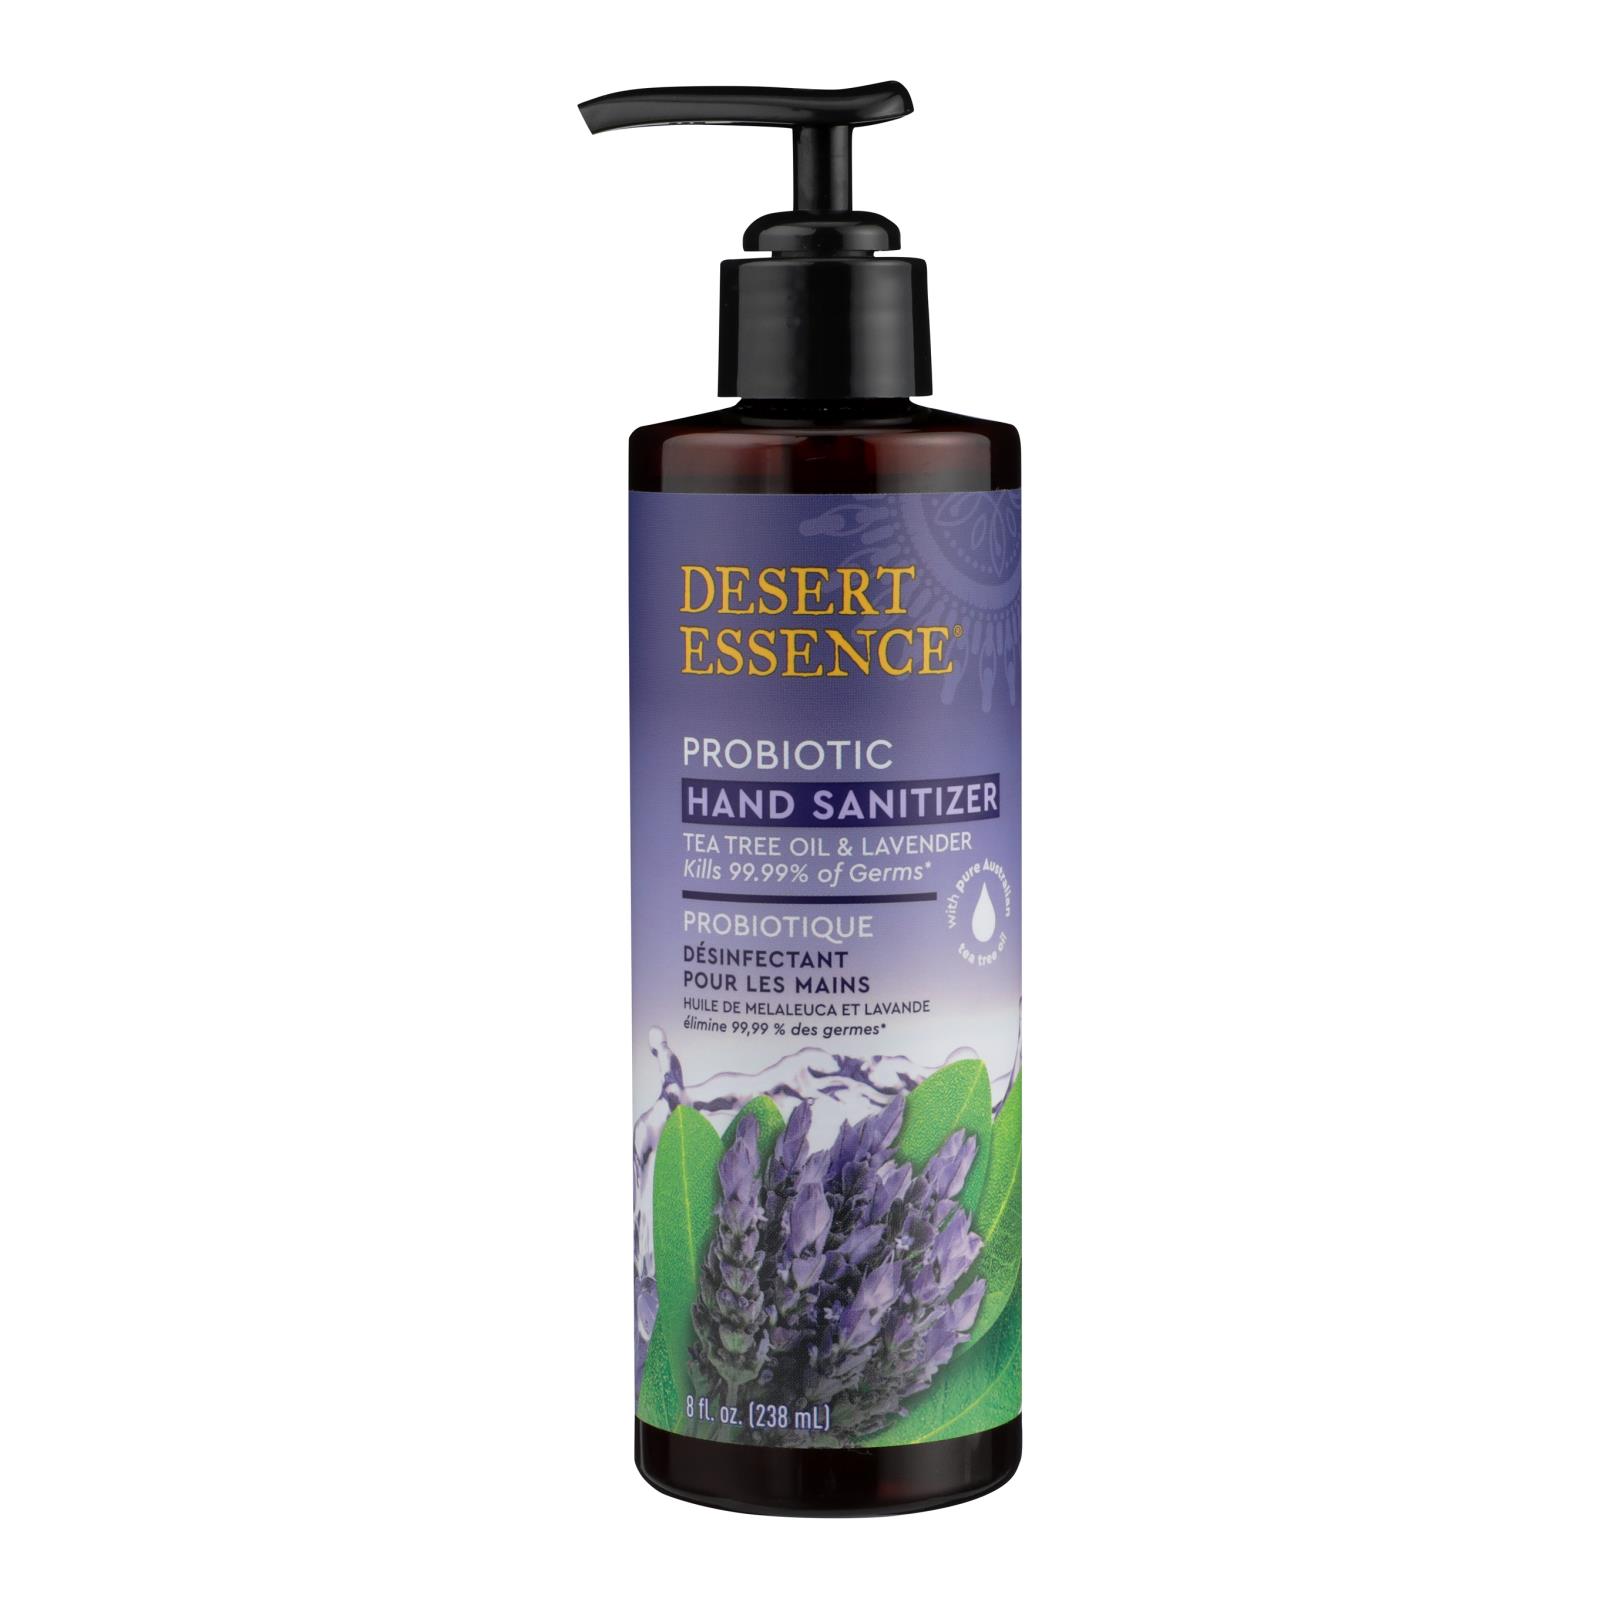 DESERT
ESSENCE®
PROBIOTIC
HAND SANITIZER
TEA TREE OIL & LAVENDER
Kills 99.99% of Germs*
with pure Australian
tea tree oil
PROBIOTIQUE
DÉSINFECTANT
POUR LES MAINS
HUILE DE MELALEUCA ET LAVANDE
élimine 99,99 % des germes*
8 fl. oz. (238 mL)